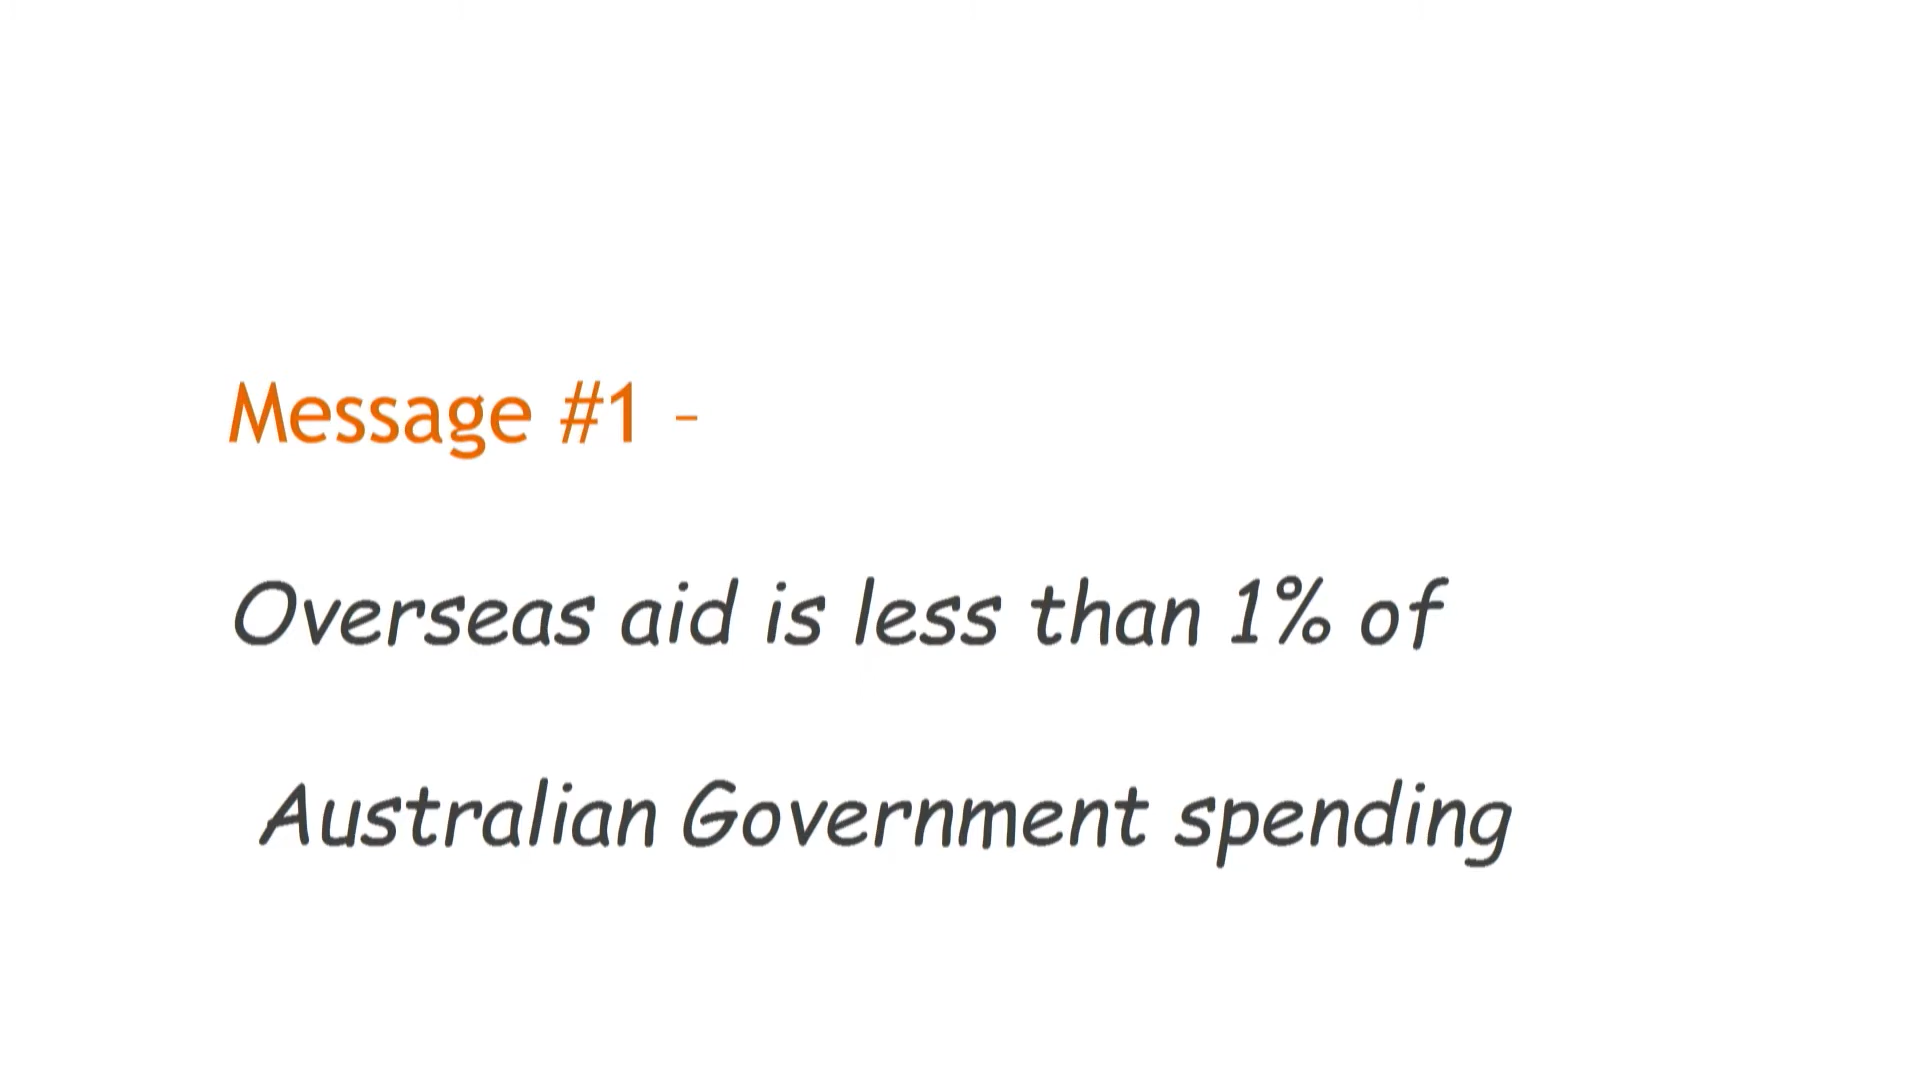 Message #1 -
Overseas aid is less than 1% of
Australian Government spending